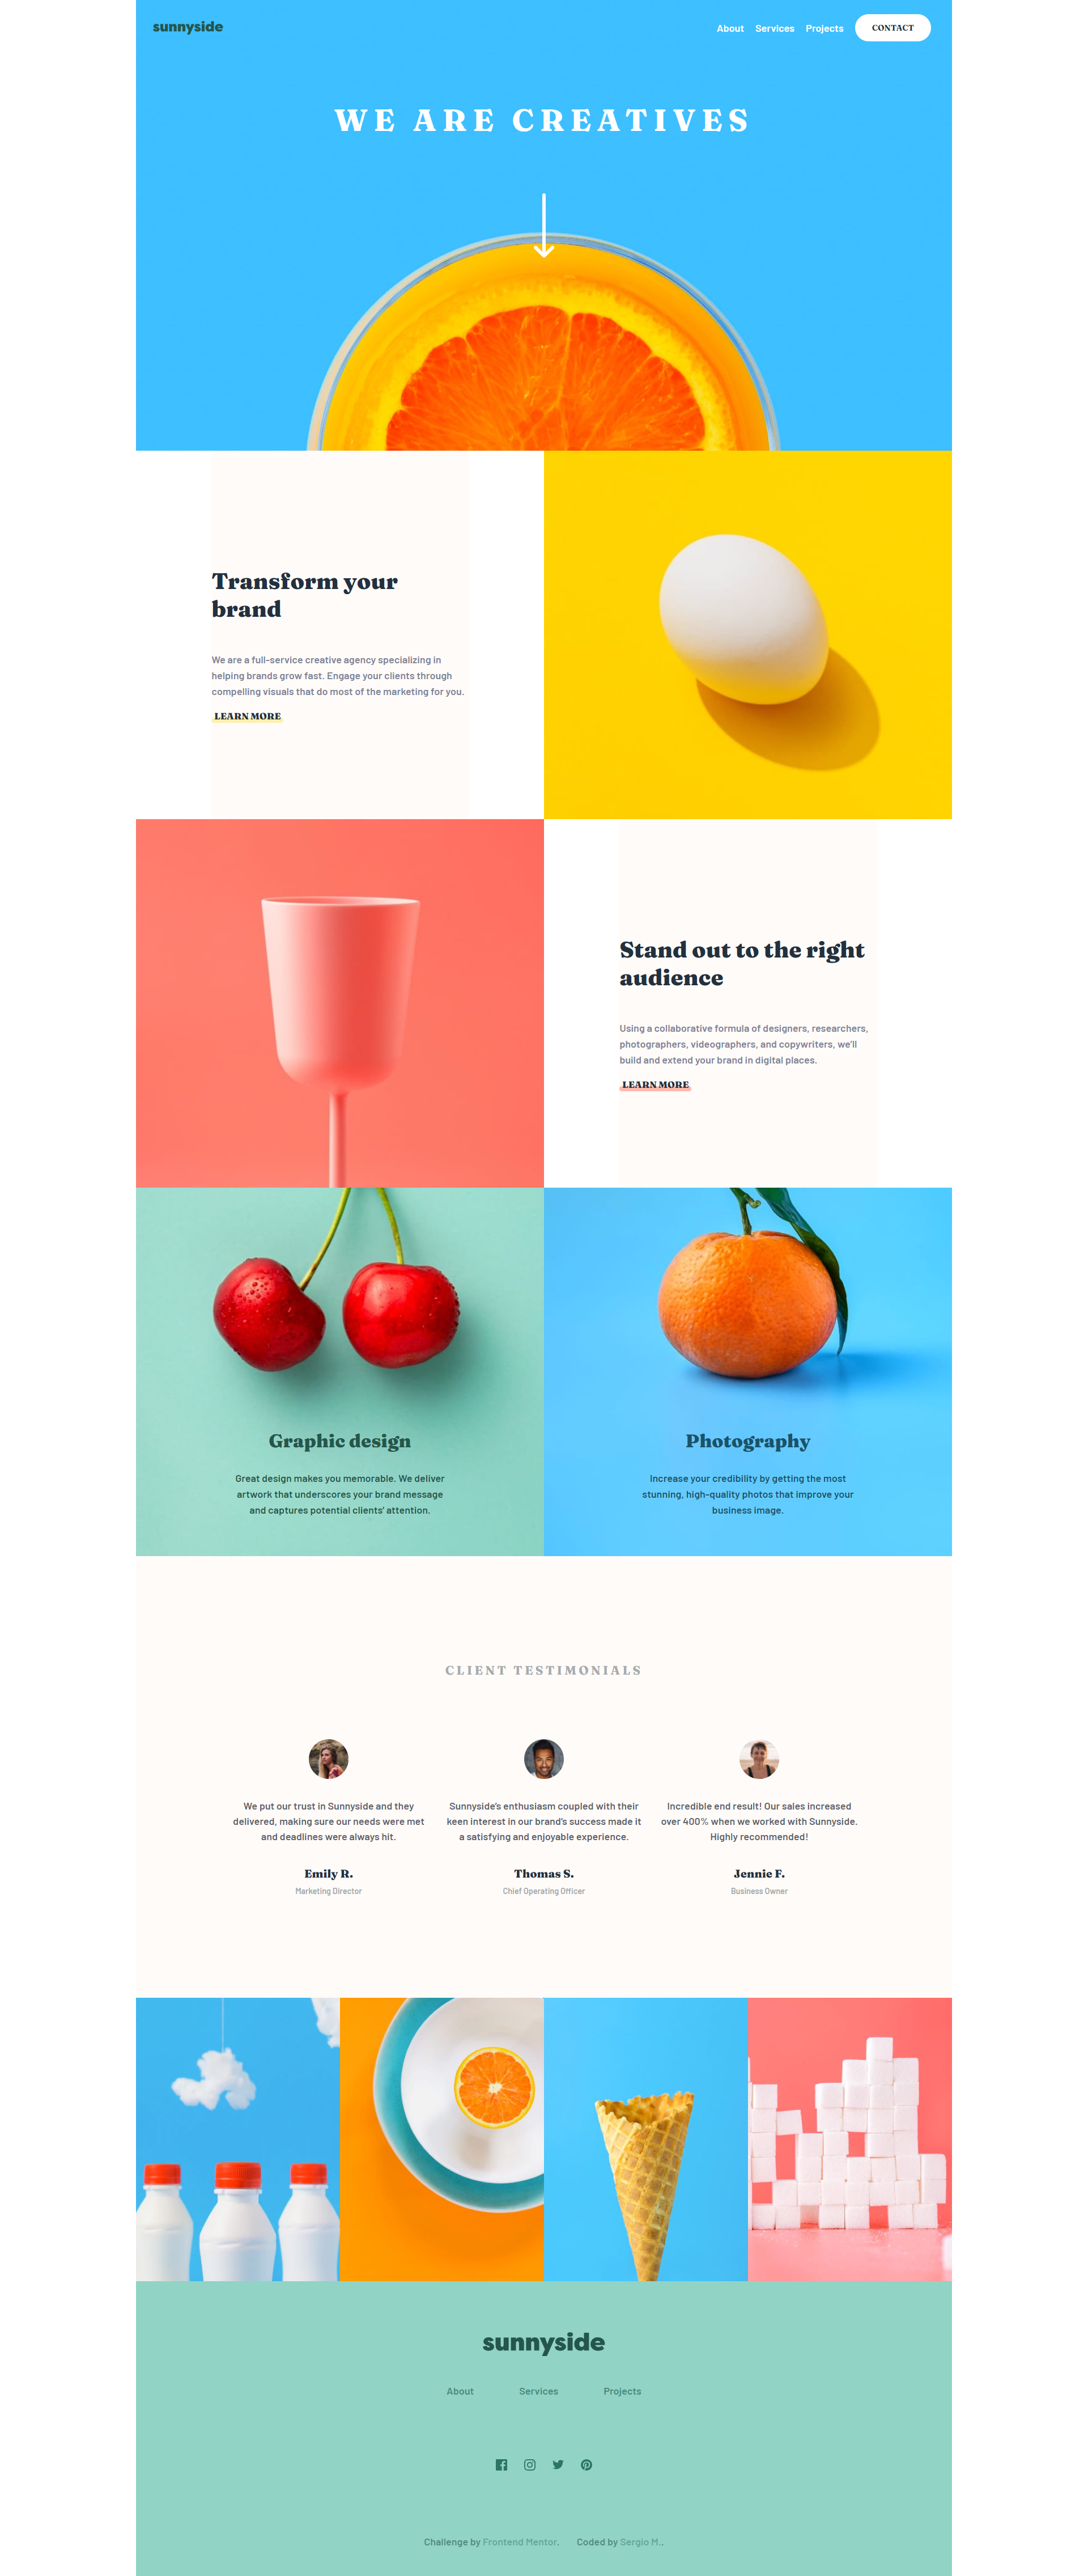 sunnyside
About Services Projects CONTACT
WE ARE CREATIVES
Transform your
brand
We are a full-service creative agency specializing in
helping brands grow fast. Engage your clients through
compelling visuals that do most of the marketing for you.
LEARN MORE
Stand out to the right
audience
Using a collaborative formula of designers, researchers,
photographers, videographers, and copywriters, we'll
build and extend your brand in digital places.
LEARN MORE
Graphic design
Great design makes you memorable. We deliver
artwork that underscores your brand message
and captures potential clients' attention.
Photography
Increase your credibility by getting the most
stunning, high-quality photos that improve your
business image.
CLIENT TESTIMONIALS
We put our trust in Sunnyside and they
delivered, making sure our needs were met
and deadlines were always hit.
Emily R.
Marketing Director
Sunnyside's enthusiasm coupled with their
keen interest in our brand's success made it
a satisfying and enjoyable experience.
Thomas S.
Chief Operating Officer
Incredible end result! Our sales increased
over 400% when we worked with Sunnyside.
Highly recommended!
Jennie F.
Business Owner
sunnyside
About Services Projects
Challenge by Frontend Mentor. Coded by Sergio M..